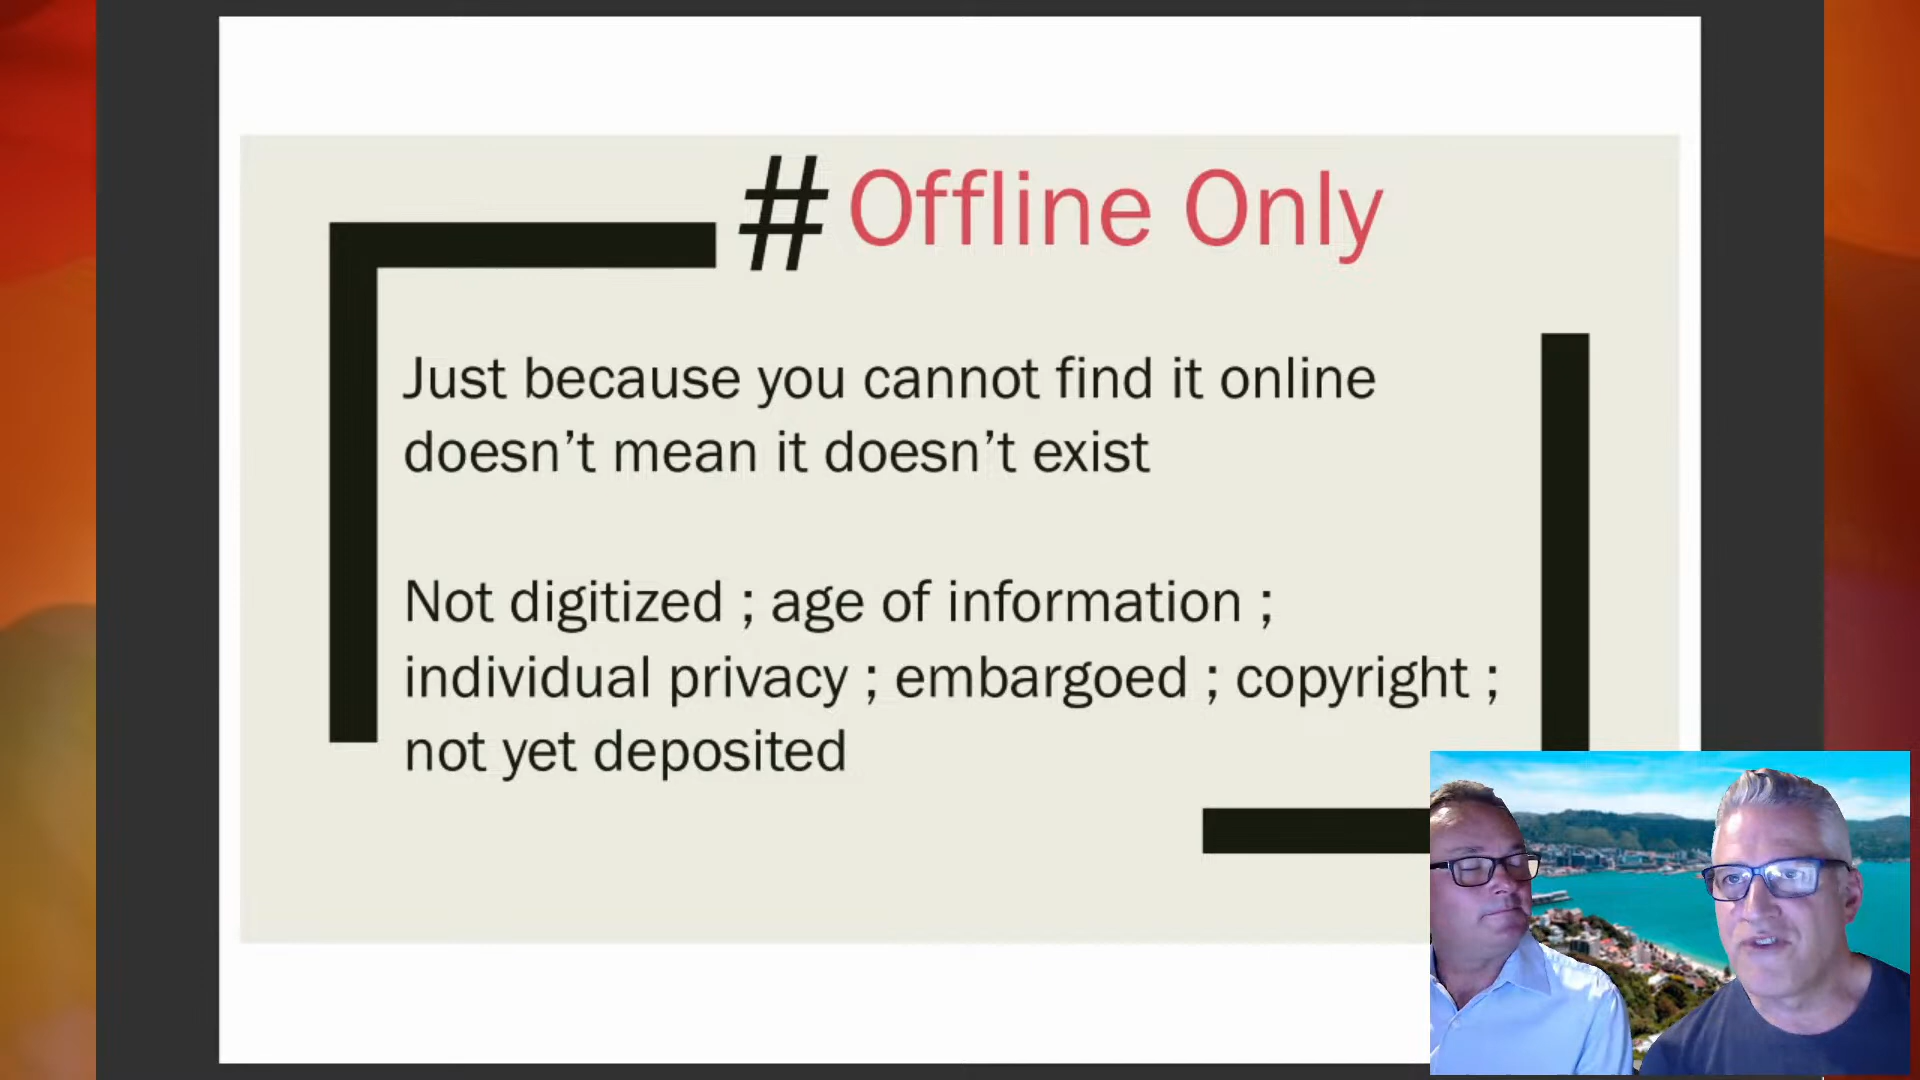 # Offline Only
Just because you cannot find it online
doesn’t mean it doesn’t exist
Not digitized ; age of information ;
individual privacy ; embargoed ; copyright ;
not yet deposited